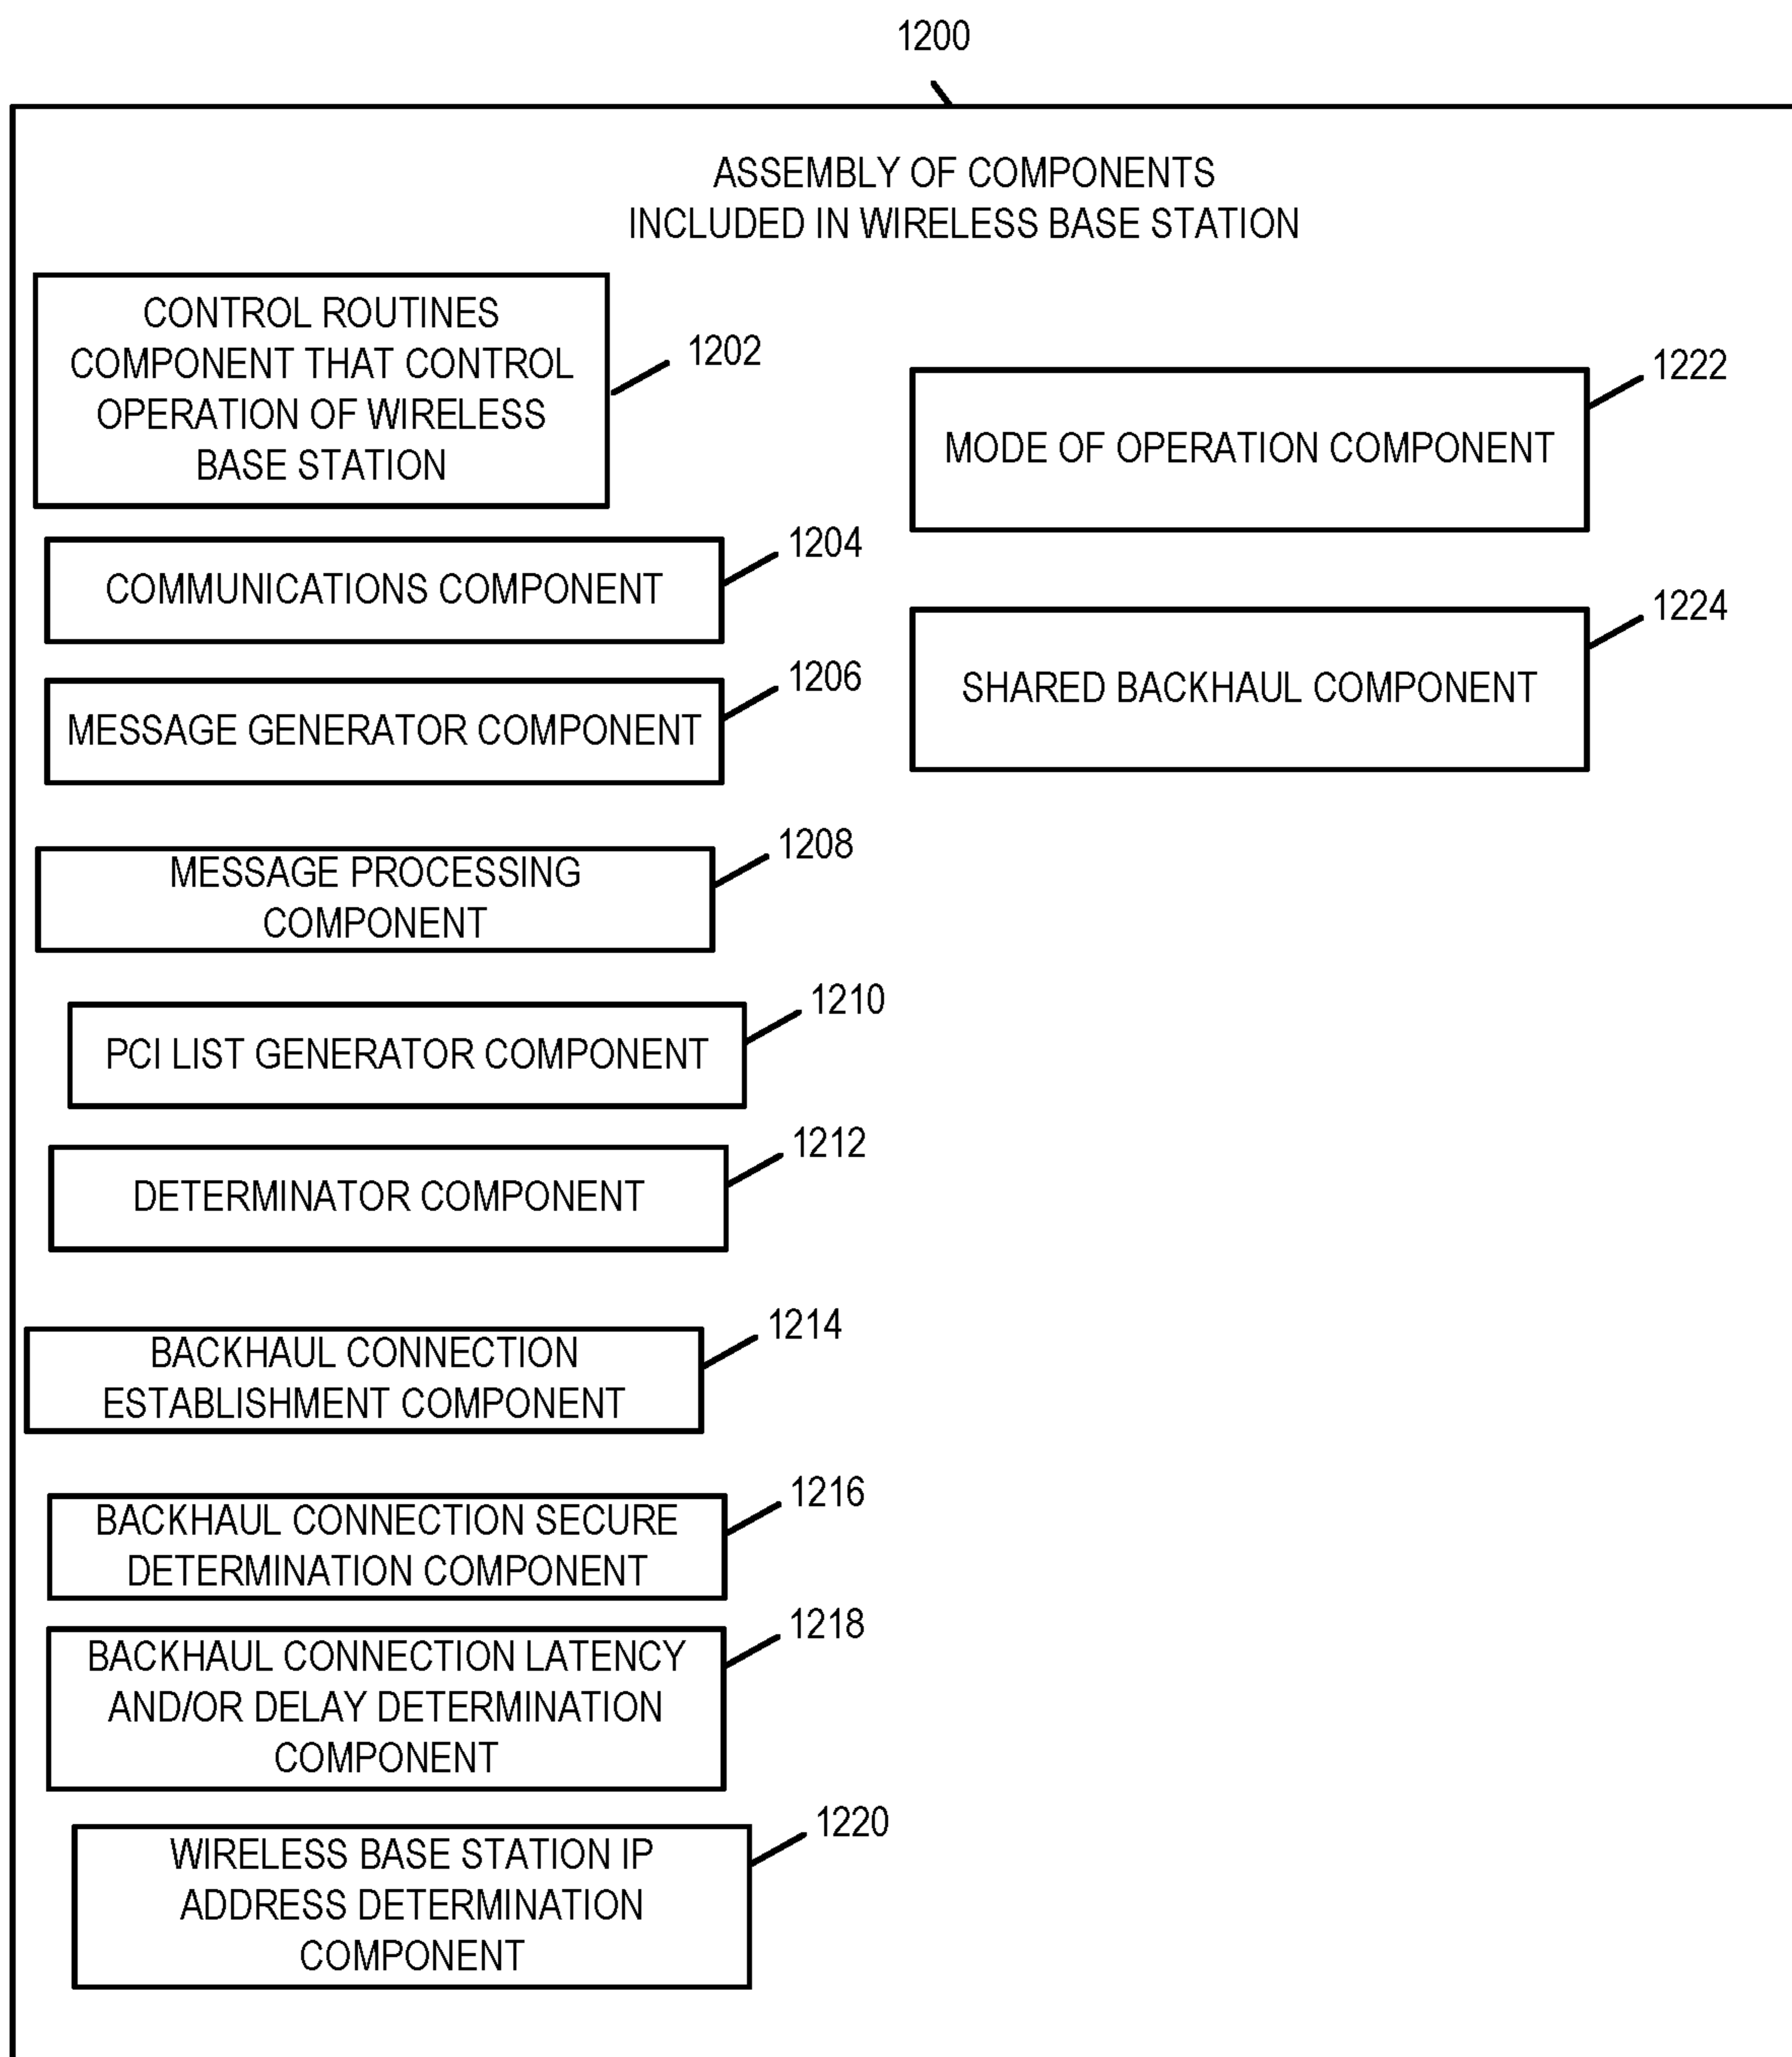 1200
ASSEMBLY OF COMPONENTS
INCLUDED IN WIRELESS BASE STATION
CONTROL ROUTINES
COMPONENT THAT CONTROL
OPERATION OF WIRELESS
BASE STATION
1202
COMMUNICATIONS COMPONENT
1204
MESSAGE GENERATOR COMPONENT
1206
MESSAGE PROCESSING
COMPONENT
1208
PCI LIST GENERATOR COMPONENT
1210
DETERMINATOR COMPONENT
1212
BACKHAUL CONNECTION
ESTABLISHMENT COMPONENT
1214
BACKHAUL CONNECTION SECURE
DETERMINATION COMPONENT
1216
BACKHAUL CONNECTION LATENCY
AND/OR DELAY DETERMINATION
COMPONENT
1218
WIRELESS BASE STATION IP
ADDRESS DETERMINATION
COMPONENT
1220
MODE OF OPERATION COMPONENT
1222
SHARED BACKHAUL COMPONENT
1224